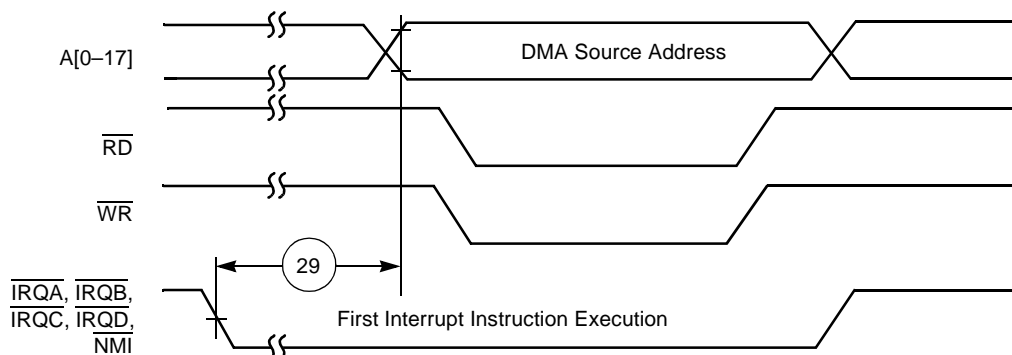 A[0–17]
DMA Source Address
RD
WR
29
IRQA, IRQB,
IRQC, IRQD,
NMI
First Interrupt Instruction Execution